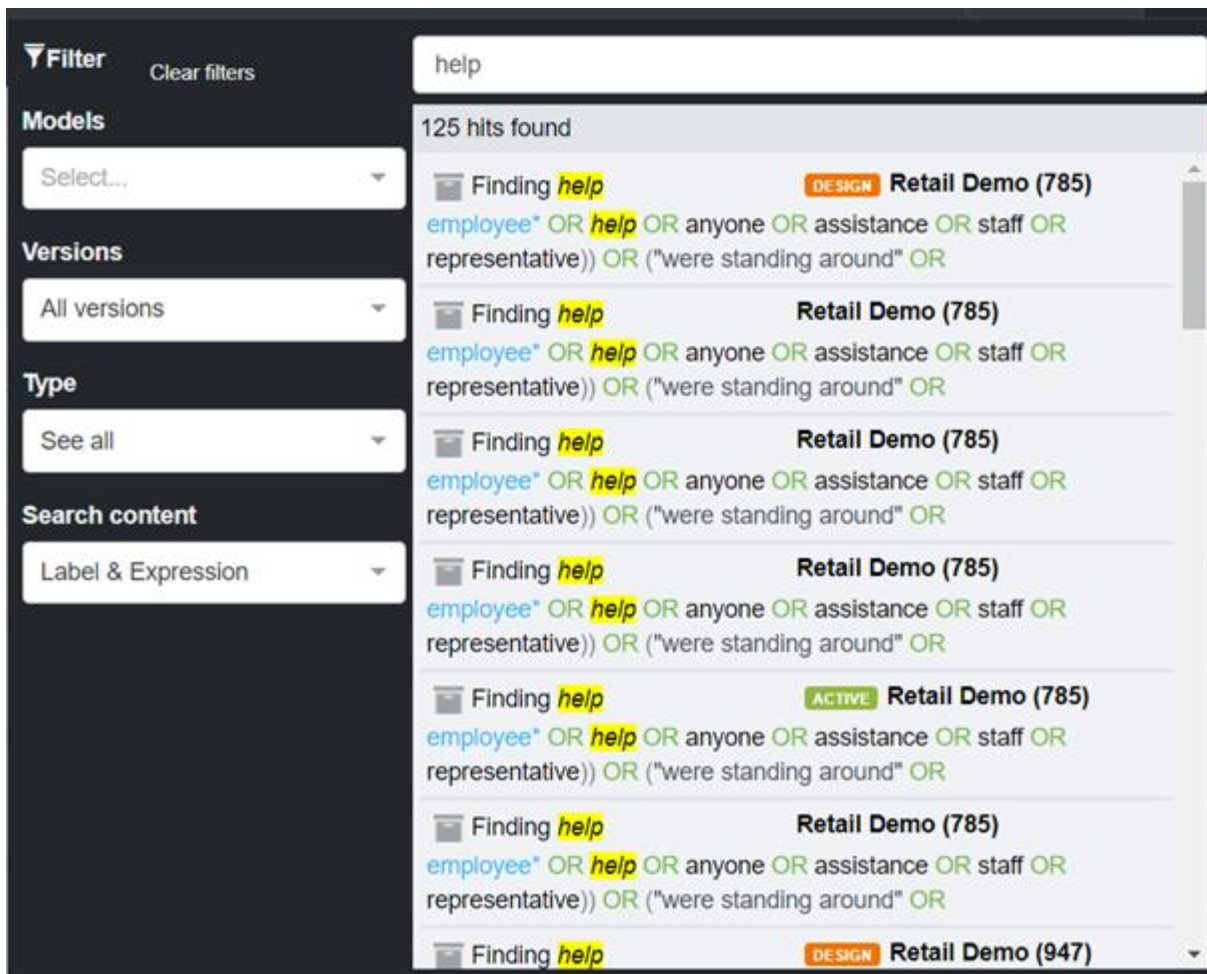 Filter
Clear filters
help
Models
Select...
Versions
All versions
Type
See all
Search content
Label & Expression
125 hits found
Finding help DESIGN Retail Demo (785)
employee* OR help OR anyone OR assistance OR staff OR
representative)) OR ("were standing around" OR
Finding help Retail Demo (785)
employee* OR help OR anyone OR assistance OR staff OR
representative)) OR ("were standing around" OR
Finding help Retail Demo (785)
employee* OR help OR anyone OR assistance OR staff OR
representative)) OR ("were standing around" OR
Finding help Retail Demo (785)
employee* OR help OR anyone OR assistance OR staff OR
representative)) OR ("were standing around" OR
Finding help ACTIVE Retail Demo (785)
employee* OR help OR anyone OR assistance OR staff OR
representative)) OR ("were standing around" OR
Finding help Retail Demo (785)
employee* OR help OR anyone OR assistance OR staff OR
representative)) OR ("were standing around" OR
Finding help DESIGN Retail Demo (947)